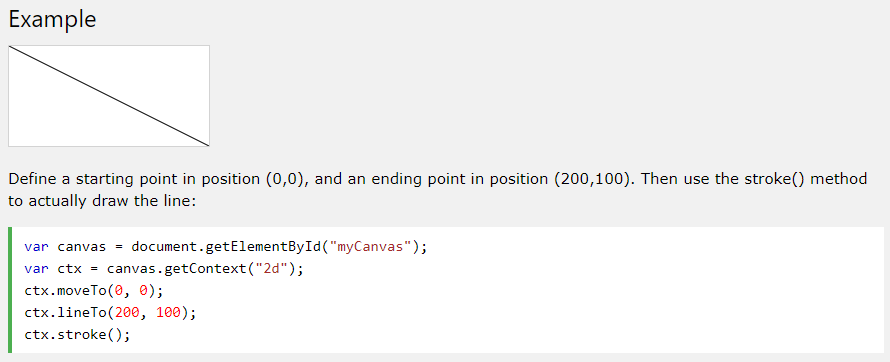 Example
Define a starting point in position (0,0), and an ending point in position (200,100). Then use the stroke() method
to actually draw the line:
var canvas = document.getElementById("myCanvas");
var ctx = canvas.getContext("2d");
ctx.moveTo(0, 0);
ctx.lineTo(200, 100);
ctx.stroke();